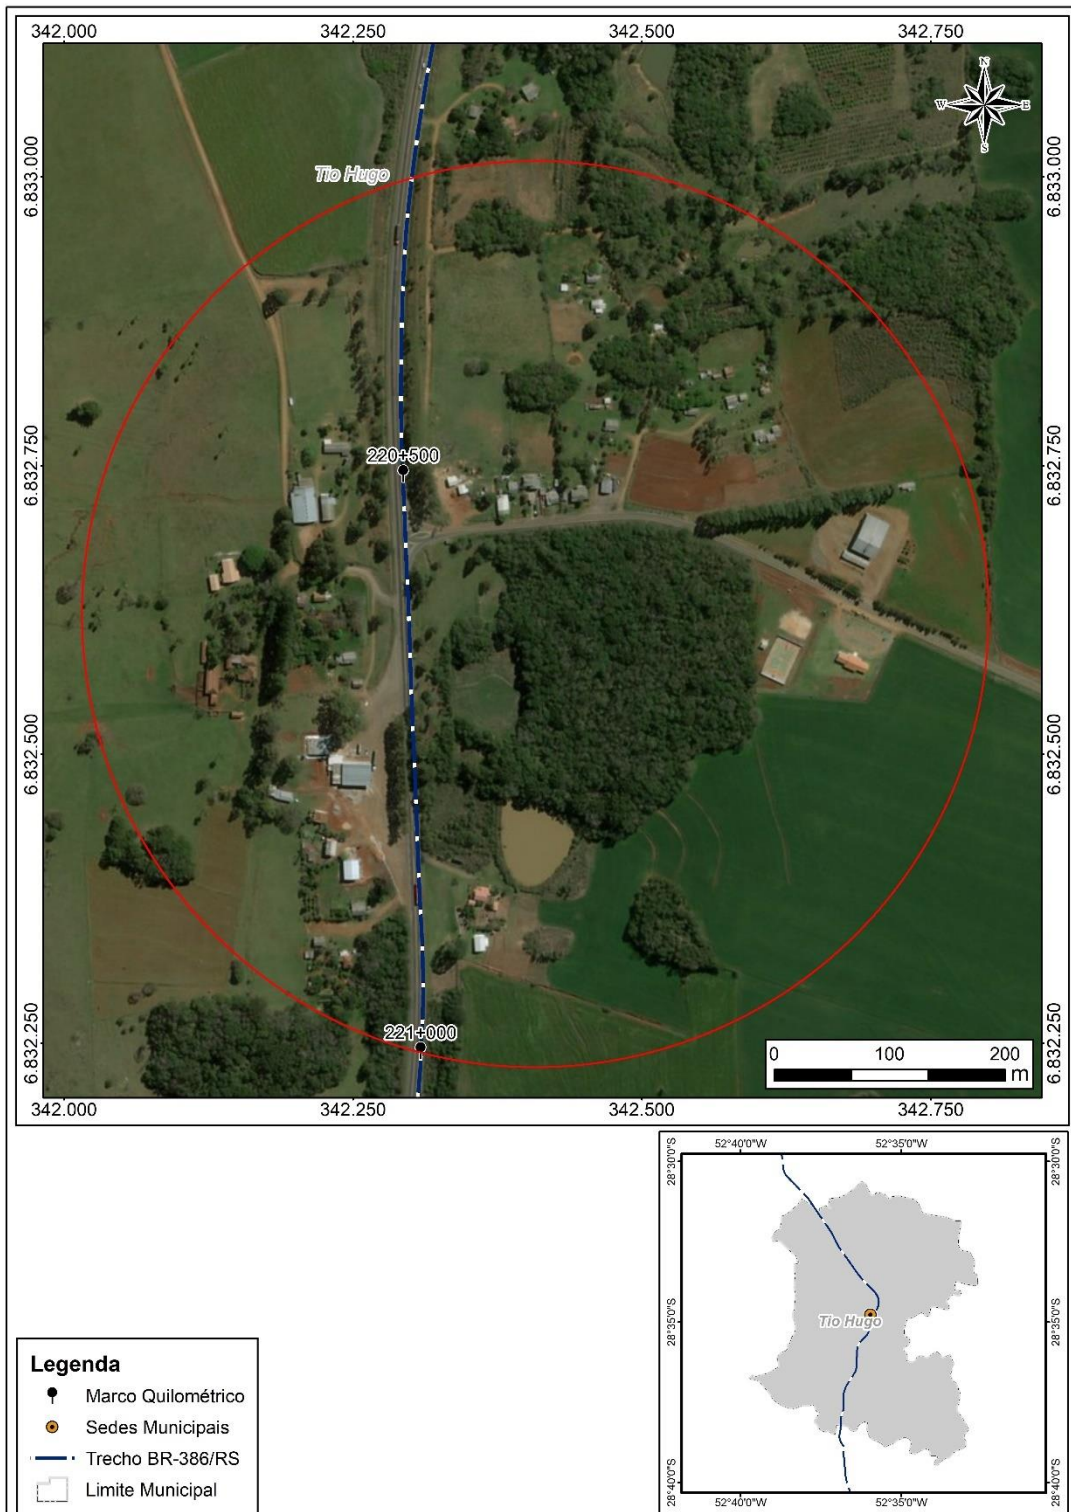 342.000 342.250 342.500 342.750
N
W E
S
6.833.000
6.833.000
Tio Hugo
6.832.750
6.832.750
220+500
6.832.500
6.832.500
6.832.250
6.832.250
221+000
0 100 200
m
342.000 342.250 342.500 342.750
52°40'0"W 52°35'0"W
28°30'0"S
28°30'0"S
28°35'0"S
28°35'0"S
Tio Hugo
28°40'0"S
28°40'0"S
52°40'0"W 52°35'0"W
Legenda
Marco Quilométrico
Sedes Municipais
Trecho BR-386/RS
Limite Municipal